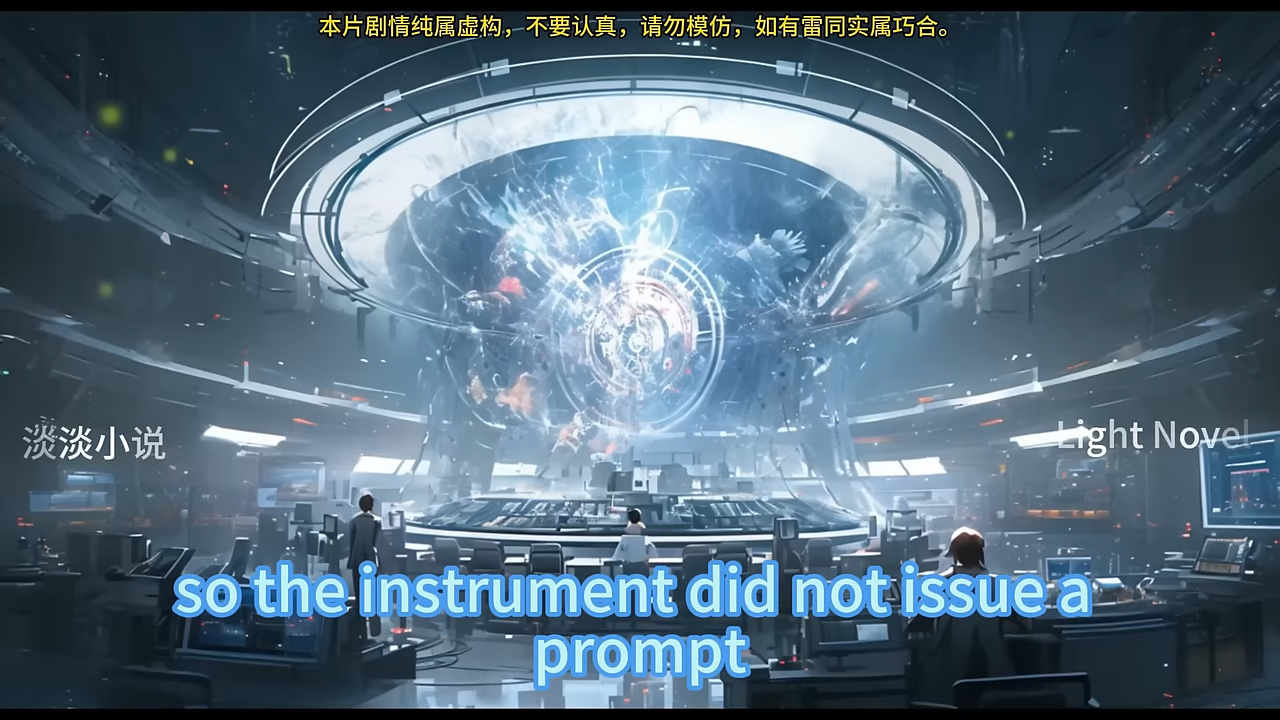 本片剧情纯属虚构，不要认真，请勿模仿，如有雷同实属巧合。
淡淡小说
Light Novel
so the instrument did not issue a
prompt